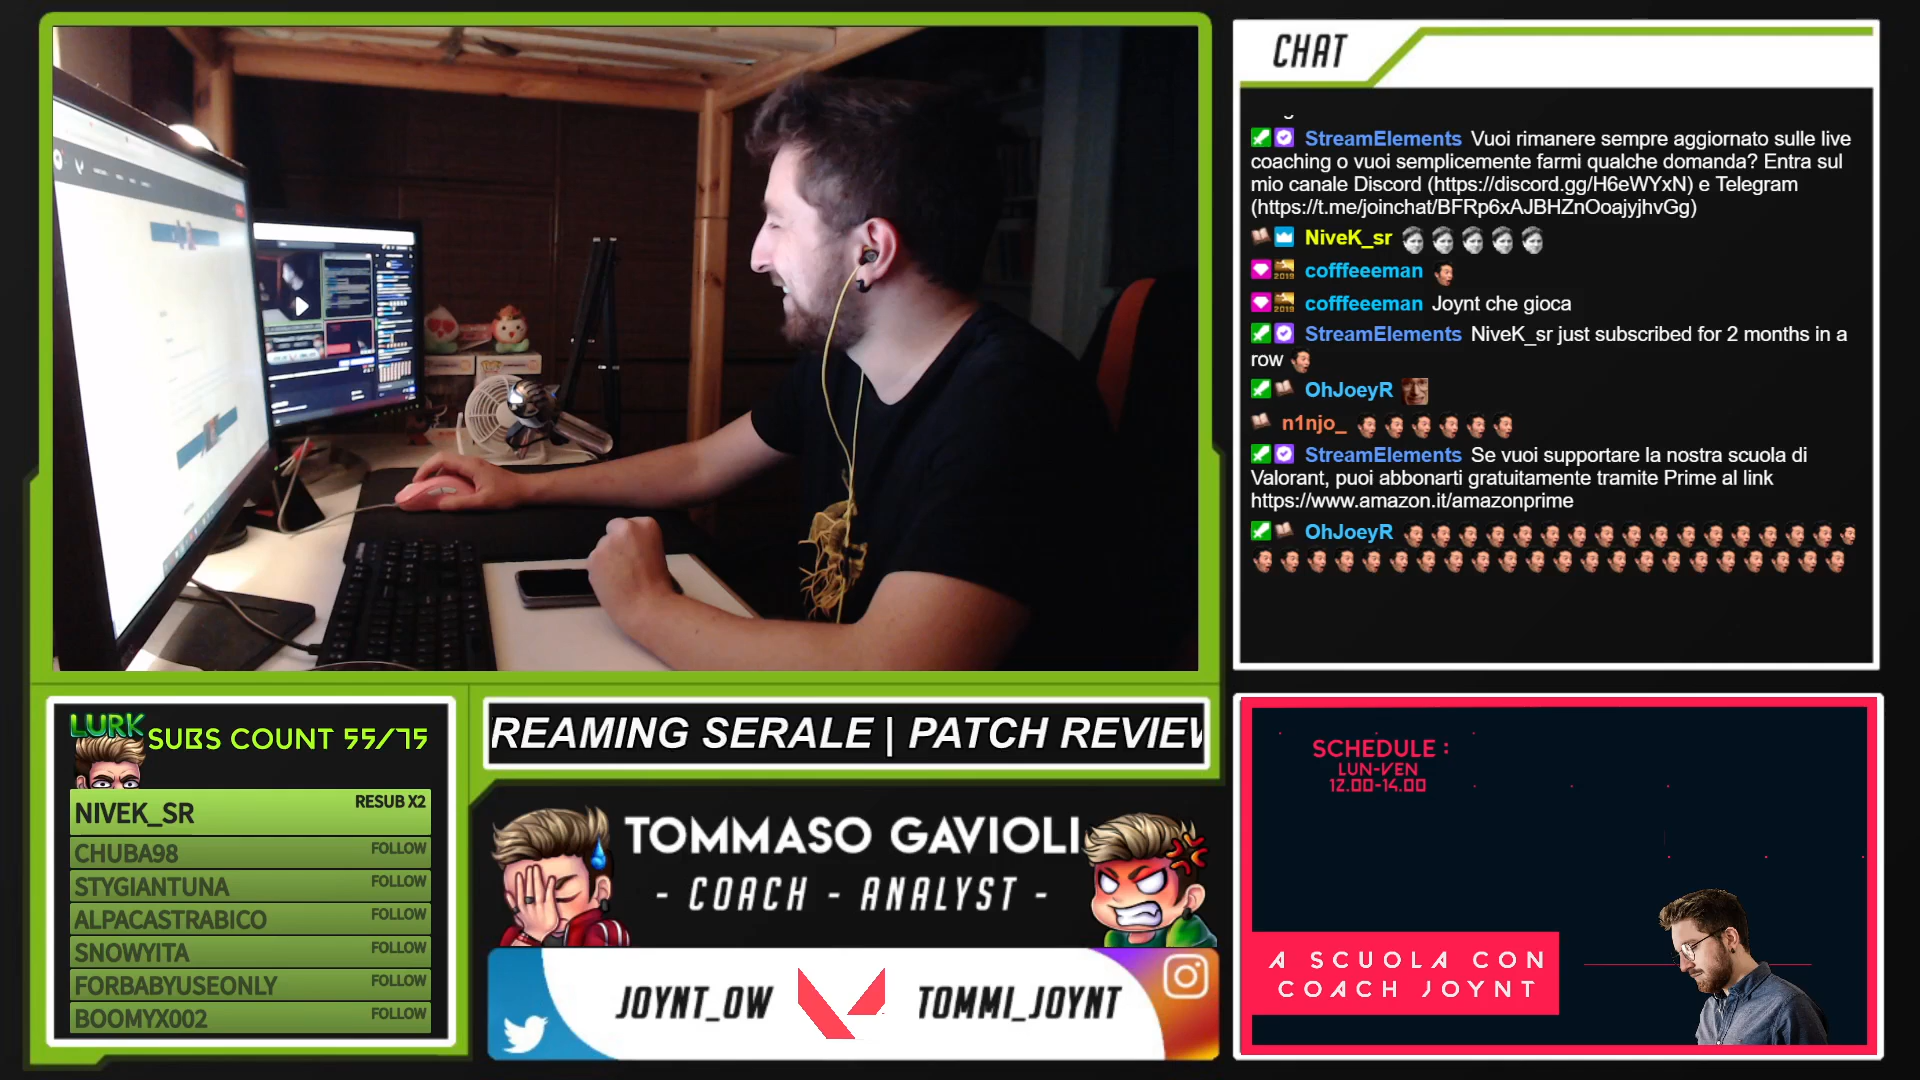 CHAT
StreamElements Vuoi rimanere sempre aggiornato sulle live
coaching o vuoi semplicemente farmi qualche domanda? Entra sul
mio canale Discord (https://discord.gg/H6eWYxN) e Telegram
(https://t.me/joinchat/BFRp6xAJBHZnOoajyjhvGg)
NiveK_sr
2019 cofffeeeman
2019 cofffeeeman Joynt che gioca
StreamElements NiveK_sr just subscribed for 2 months in a
row
OhJoeyR
n1njo_
StreamElements Se vuoi supportare la nostra scuola di
Valorant, puoi abbonarti gratuitamente tramite Prime al link
https://www.amazon.it/amazonprime
OhJoeyR
LURK
SUBS COUNT 55/75
NIVEK_SR RESUB X2
CHUBA98 FOLLOW
STYGIANTUNA FOLLOW
ALPACASTRABICO FOLLOW
SNOWYITA FOLLOW
FORBABYUSEONLY FOLLOW
BOOMYX002 FOLLOW
REAMING SERALE | PATCH REVIEW
TOMMASO GAVIOLI
- COACH - ANALYST -
JOYNT_OW TOMMI_JOYNT
SCHEDULE :
LUN-VEN
12.00-14.00
A SCUOLA CON
COACH JOYNT